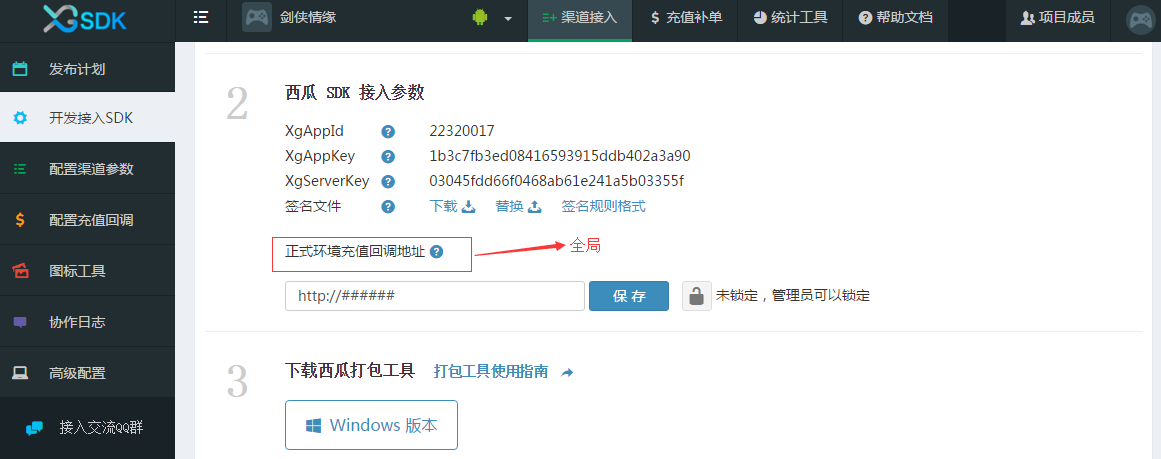 XGSDK
剑侠情缘
渠道接入
$ 充值补单
统计工具
帮助文档
项目成员
发布计划
开发接入SDK
配置渠道参数
配置充值回调
图标工具
协作日志
高级配置
接入交流QQ群
2
西瓜 SDK 接入参数
XgAppId ? 22320017
XgAppKey ? 1b3c7fb3ed08416593915ddb402a3a90
XgServerKey ? 03045fdd66f0468ab61e241a5b03355f
签名文件 ? 下载 替换 签名规则格式
正式环境充值回调地址 ? 全局
http://###### 保存 未锁定，管理员可以锁定
3
下载西瓜打包工具 打包工具使用指南
Windows 版本